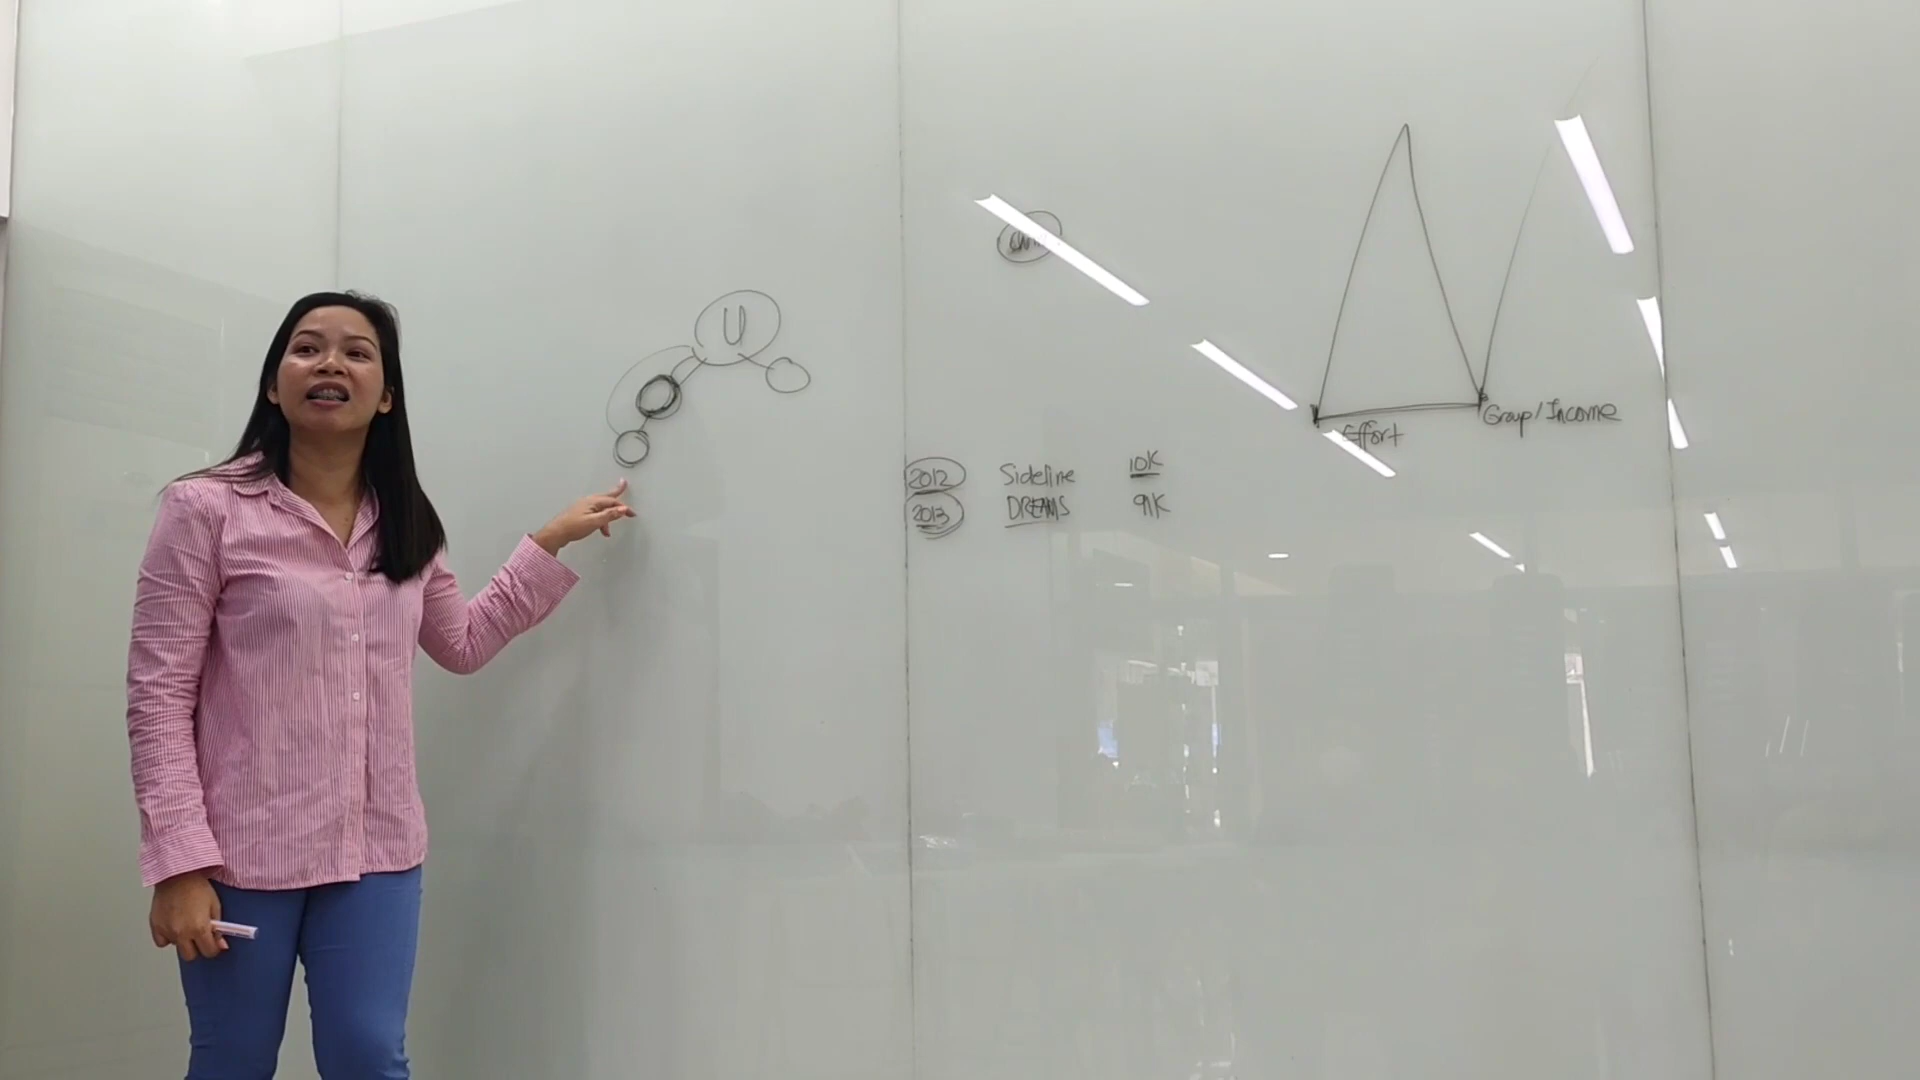 U
2012 Sideline 10K
2013 DREAMS 91K
Effort
Group/Income